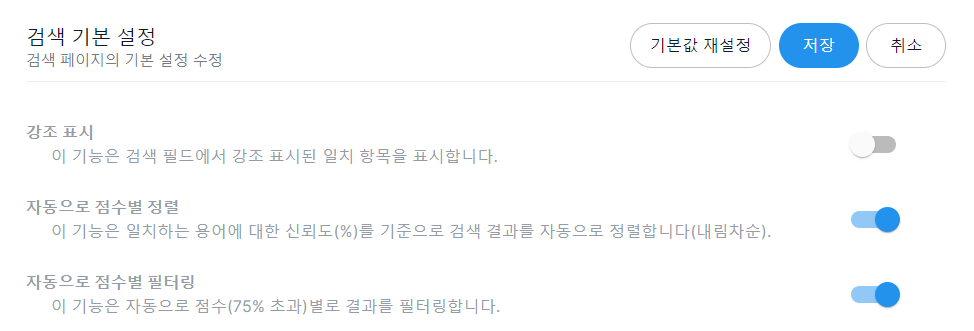 검색 기본 설정
검색 페이지의 기본 설정 수정
기본값 재설정
저장
취소
강조 표시
이 기능은 검색 필드에서 강조 표시된 일치 항목을 표시합니다.
자동으로 점수별 정렬
이 기능은 일치하는 용어에 대한 신뢰도(%)를 기준으로 검색 결과를 자동으로 정렬합니다(내림차순).
자동으로 점수별 필터링
이 기능은 자동으로 점수(75% 초과)별로 결과를 필터링합니다.